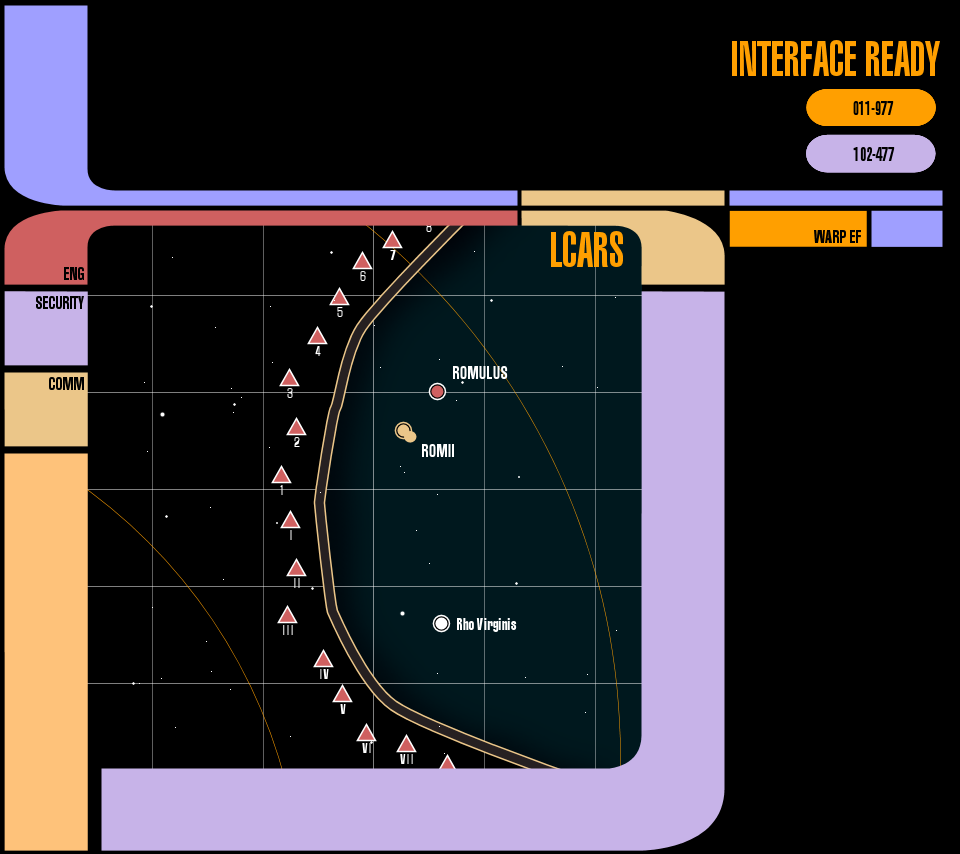 INTERFACE READY
011-977
102-477
WARP EF
LCARS
ENG
SECURITY
COMM
8
7
6
5
4
3
2
1
I
II
III
IV
V
VI
VII
ROMULUS
ROMII
Rho Virginis